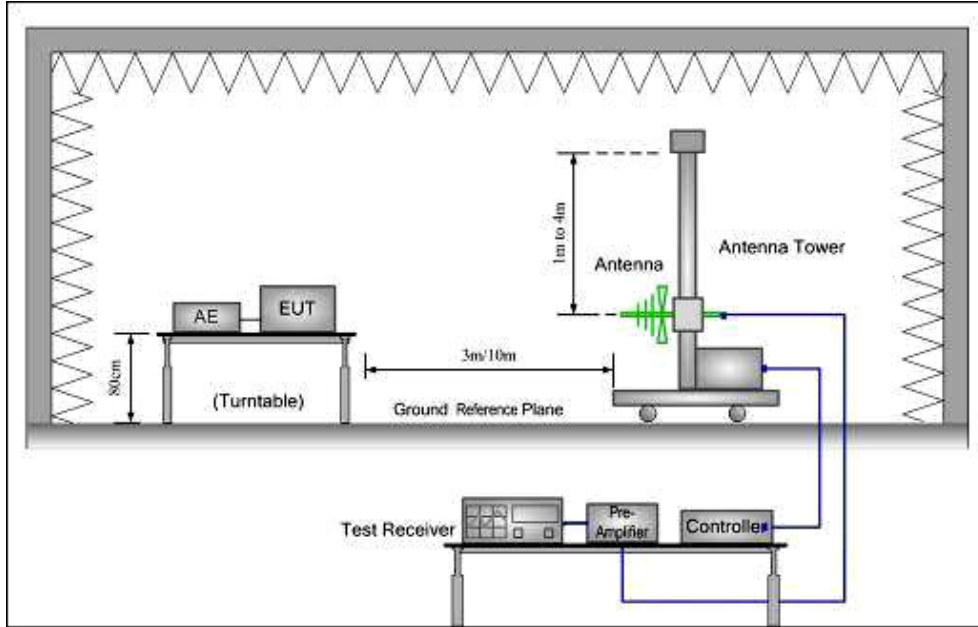 1m to 4m
Antenna
Antenna Tower
AE
EUT
80cm
3m/10m
(Turntable)
Ground Reference Plane
Test Receiver
Pre-
Amplifier
Controller